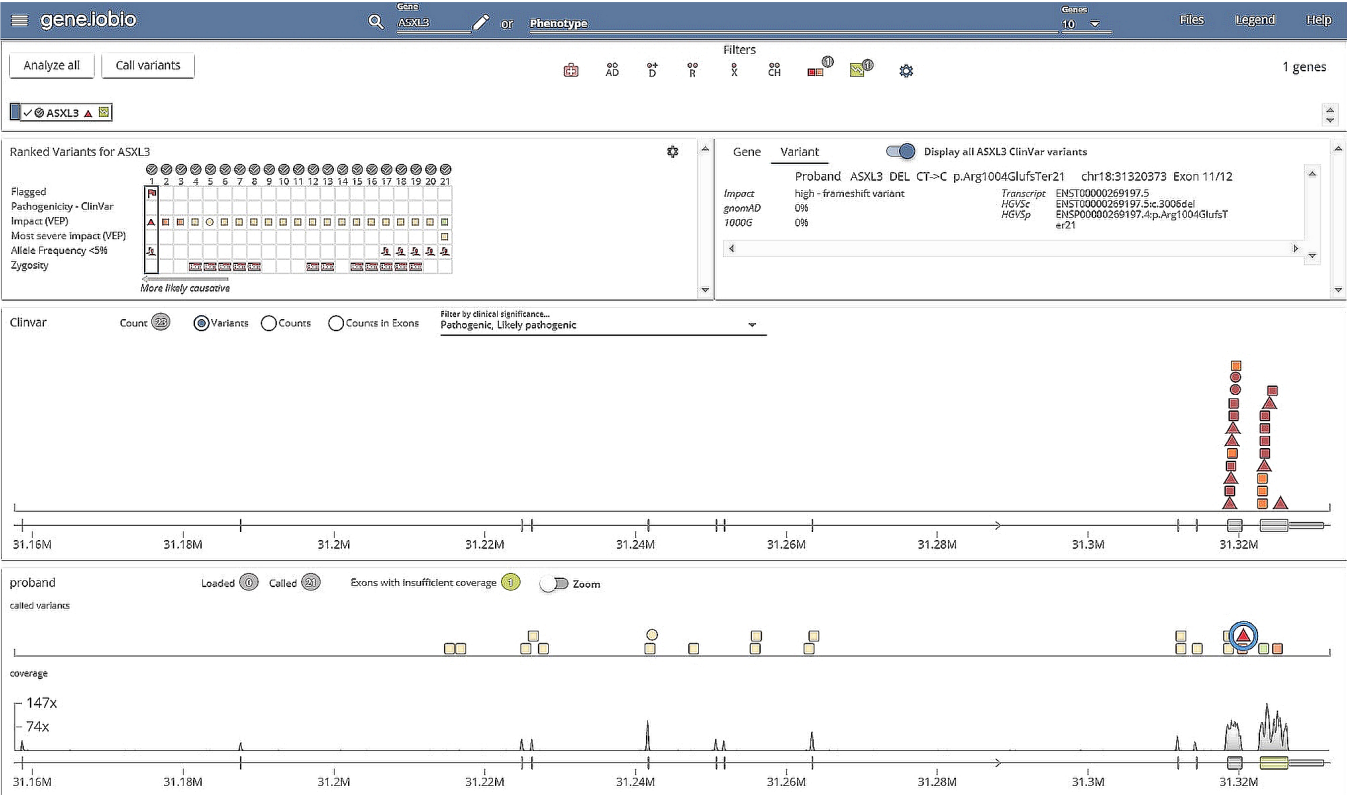 gene.iobio
Gene
ASXL3
or
Phenotype
Genes
10
Files
Legend
Help
Analyze all
Call variants
Filters
AD
D
R
X
CH
1
1
1 genes
ASXL3
Ranked Variants for ASXL3
1 2 3 4 5 6 7 8 9 10 11 12 13 14 15 16 17 18 19 20 21
Flagged
Pathogenicity - ClinVar
Impact (VEP)
Most severe impact (VEP)
Allele Frequency <5%
Zygosity
More likely causative
Gene
Variant
Display all ASXL3 ClinVar variants
Proband ASXL3 DEL CT->C p.Arg1004GlufsTer21 chr18:31320373 Exon 11/12
Impact high - frameshift variant
gnomAD 0%
1000G 0%
Transcript ENST00000269197.5
HGVSc ENST00000269197.5:c.3006del
HGVSp ENSP00000269197.4:p.Arg1004GlufsT
er21
Clinvar
Count 23
Variants
Counts
Counts in Exons
Filter by clinical significance...
Pathogenic, Likely pathogenic
31.16M 31.18M 31.2M 31.22M 31.24M 31.26M 31.28M 31.3M 31.32M
proband
Loaded 0
Called 21
Exons with insufficient coverage 1
Zoom
called variants
coverage
147x
74x
31.16M 31.18M 31.2M 31.22M 31.24M 31.26M 31.28M 31.3M 31.32M